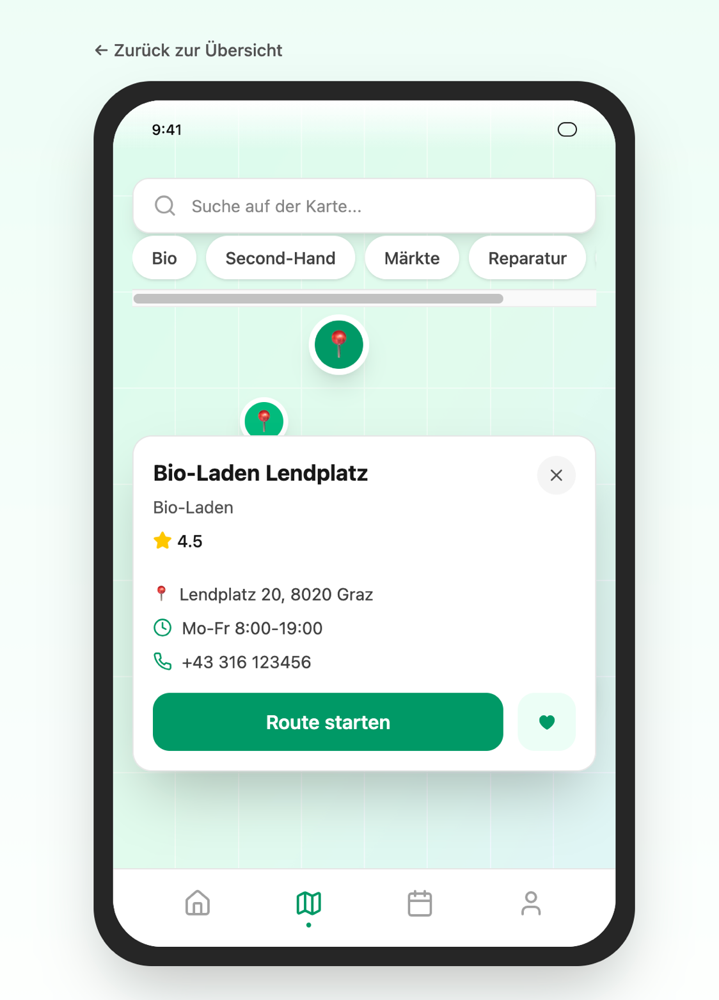 ← Zurück zur Übersicht
9:41
Suche auf der Karte...
Bio Second-Hand Märkte Reparatur
Bio-Laden Lendplatz
Bio-Laden
4.5
Lendplatz 20, 8020 Graz
Mo-Fr 8:00-19:00
+43 316 123456
Route starten